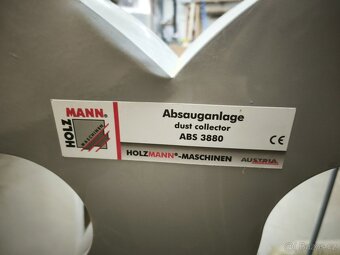 HOLZ
MANN®
MASCHINEN
Absauganlage
dust collector
ABS 3880
CE
HOLZMANN®-MASCHINEN AUSTRIA